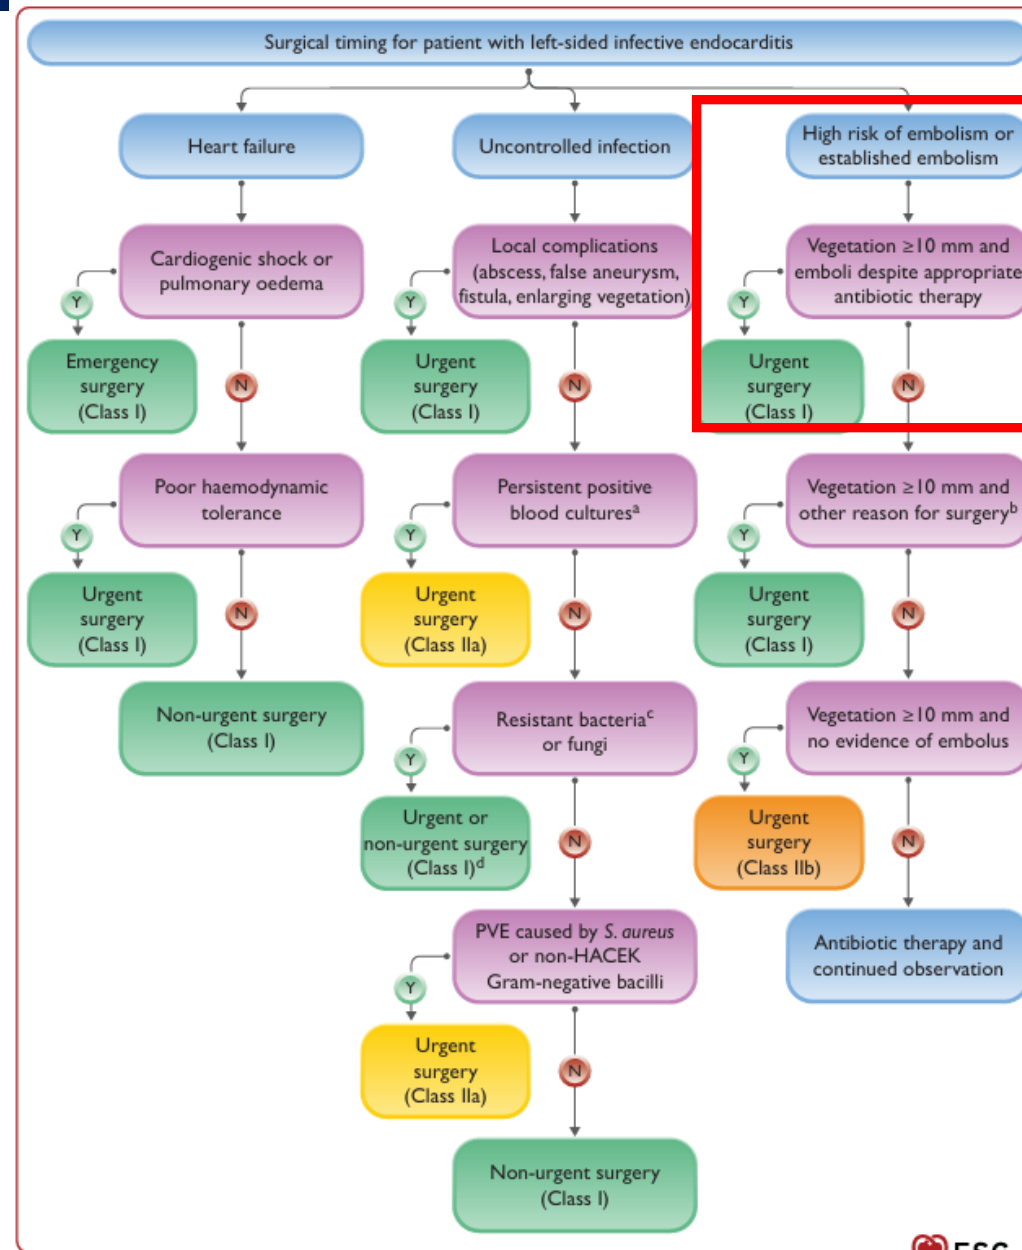 Surgical timing for patient with left-sided infective endocarditis
Heart failure
Cardiogenic shock or
pulmonary oedema
Y
N
Emergency
surgery
(Class I)
Poor haemodynamic
tolerance
Y
N
Urgent
surgery
(Class I)
Non-urgent surgery
(Class I)
Uncontrolled infection
Local complications
(abscess, false aneurysm,
fistula, enlarging vegetation)
Y
N
Urgent
surgery
(Class I)
Persistent positive
blood culturesᵃ
Y
N
Urgent
surgery
(Class IIa)
Resistant bacteriaᶜ
or fungi
Y
N
Urgent or
non-urgent surgery
(Class I)ᵈ
PVE caused by S. aureus
or non-HACEK
Gram-negative bacilli
Y
N
Urgent
surgery
(Class IIa)
Non-urgent surgery
(Class I)
High risk of embolism or
established embolism
Vegetation ≥10 mm and
emboli despite appropriate
antibiotic therapy
Y
N
Urgent
surgery
(Class I)
Vegetation ≥10 mm and
other reason for surgeryᵇ
Y
N
Urgent
surgery
(Class I)
Vegetation ≥10 mm and
no evidence of embolus
Y
N
Urgent
surgery
(Class IIb)
Antibiotic therapy and
continued observation
ESC